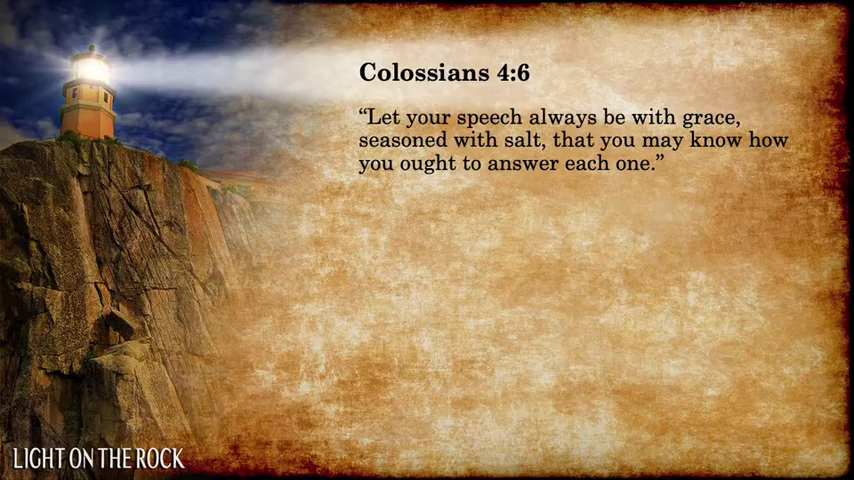 Colossians 4:6
“Let your speech always be with grace,
seasoned with salt, that you may know how
you ought to answer each one.”
LIGHT ON THE ROCK